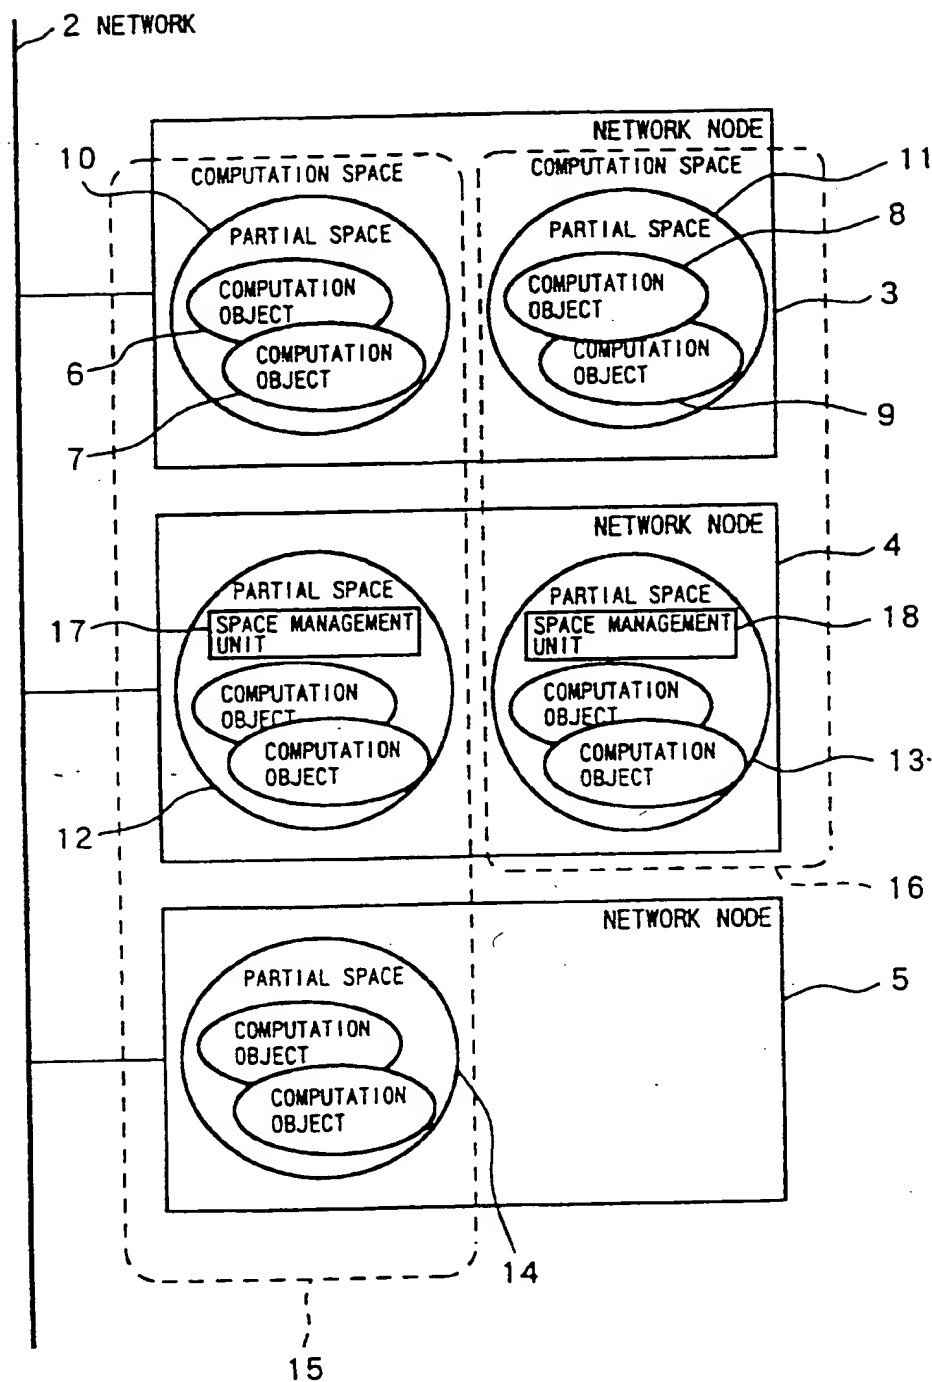 2 NETWORK
NETWORK NODE
10
COMPUTATION SPACE
COMPUTATION SPACE
11
PARTIAL SPACE
PARTIAL SPACE
8
COMPUTATION
OBJECT
COMPUTATION
OBJECT
3
6
COMPUTATION
OBJECT
COMPUTATION
OBJECT
7
9
NETWORK NODE
4
PARTIAL SPACE
PARTIAL SPACE
17
SPACE MANAGEMENT
UNIT
SPACE MANAGEMENT
UNIT
18
COMPUTATION
OBJECT
COMPUTATION
OBJECT
COMPUTATION
OBJECT
COMPUTATION
OBJECT
13
12
16
NETWORK NODE
PARTIAL SPACE
5
COMPUTATION
OBJECT
COMPUTATION
OBJECT
14
15